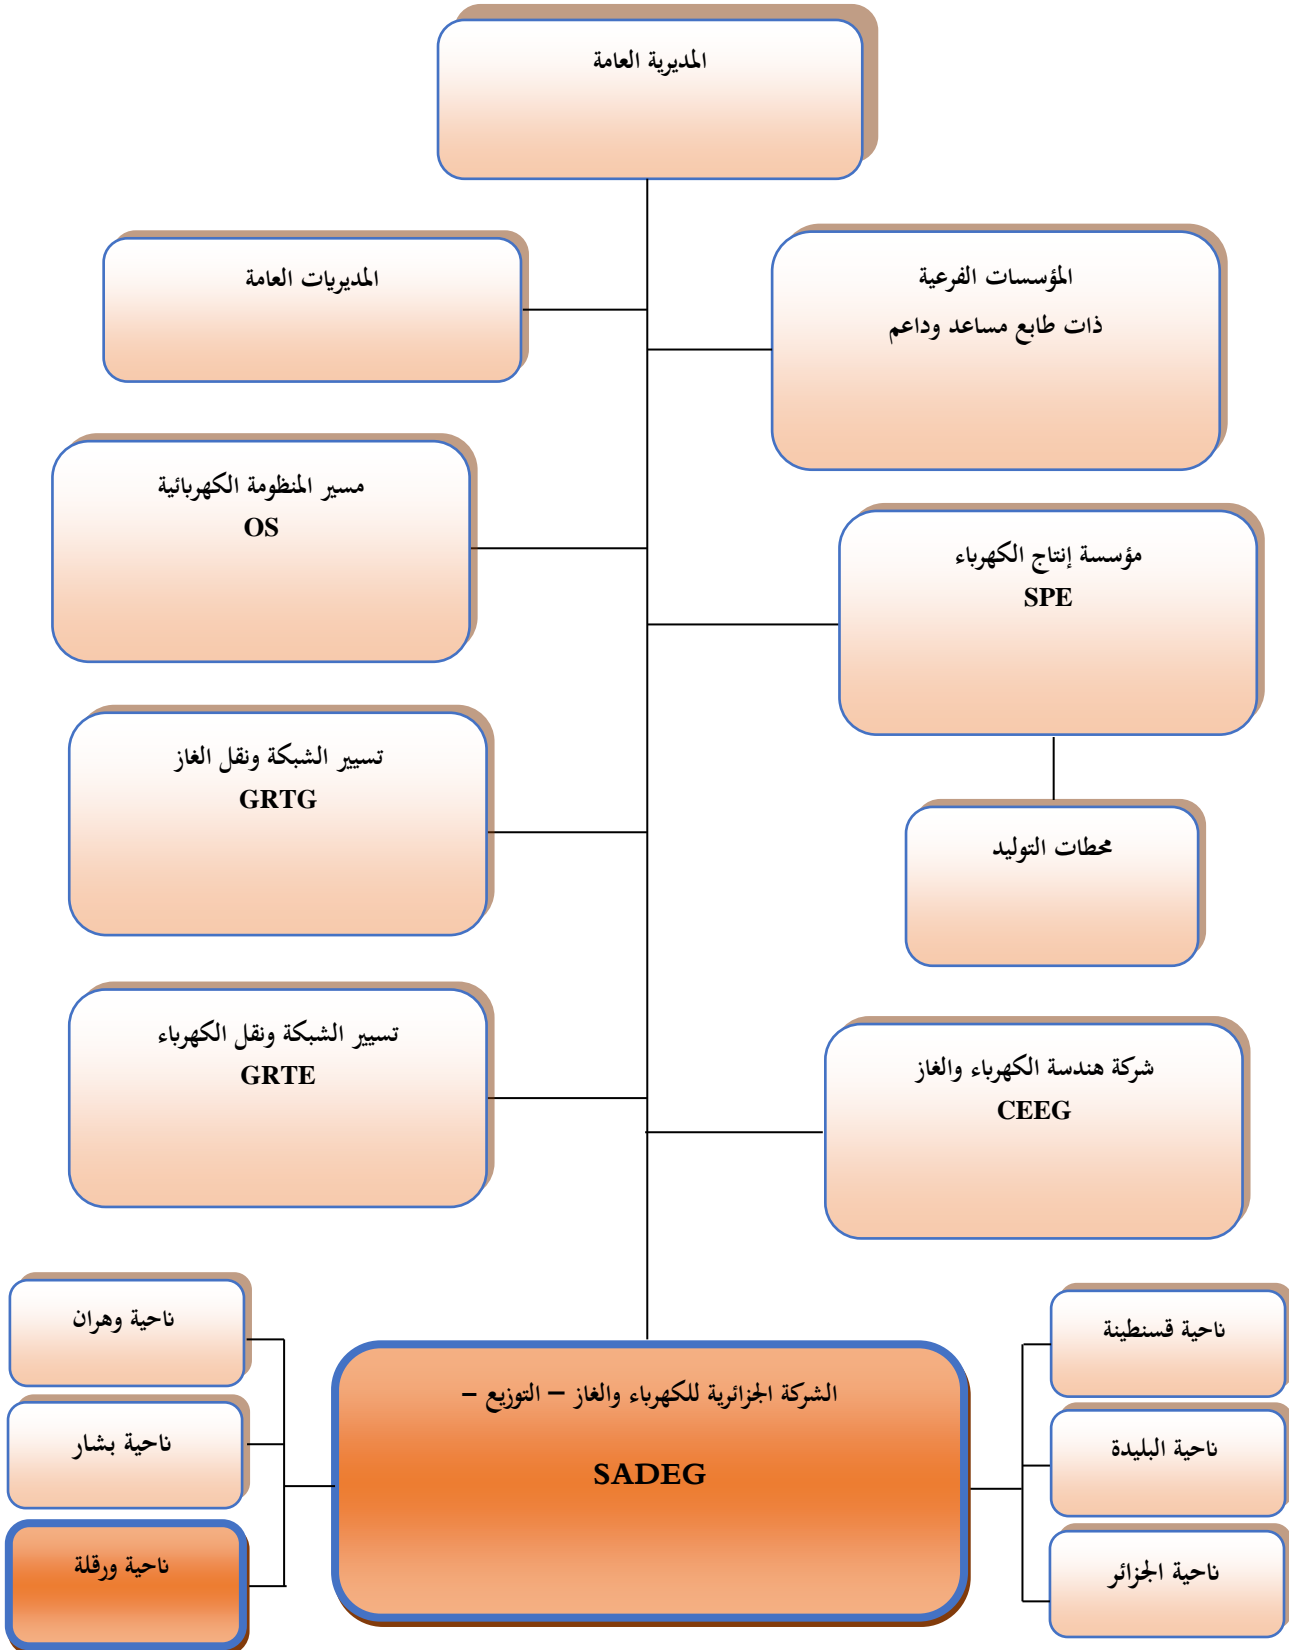 المديرية العامة
المؤسسات الفرعية
ذات طابع مساعد وداعم
المديريات العامة
مسير المنظومة الكهربائية
OS
مؤسسة إنتاج الكهرباء
SPE
تسيير الشبكة ونقل الغاز
GRTG
محطات التوليد
تسيير الشبكة ونقل الكهرباء
GRTE
شركة هندسة الكهرباء والغاز
CEEG
الشركة الجزائرية للكهرباء والغاز – التوزيع –
SADEG
ناحية قسنطينة
ناحية البليدة
ناحية الجزائر
ناحية وهران
ناحية بشار
ناحية ورقلة